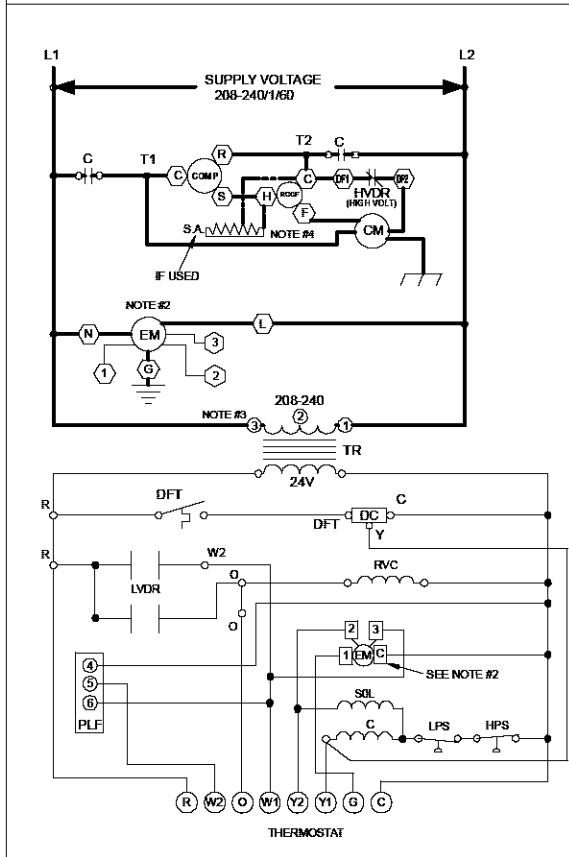 L1 L2
SUPPLY VOLTAGE
208-240/1/60
C T1 T2 C
R
C COMP C DF1 DF2
HVDR
(HIGH VOLT)
S H RCCF
F
S.A. NOTE #4 CM
IF USED
NOTE #2
N EM L
3
1 G 2
208-240
NOTE #3 3 2 1
TR
24V
R DFT DFT DC C
Y
R W2
LVDR O RVC
O
2 3
1 EM C
SEE NOTE #2
4
5
6
PLF
SOL
C LPS HPS
R W2 O W1 Y2 Y1 G C
THERMOSTAT